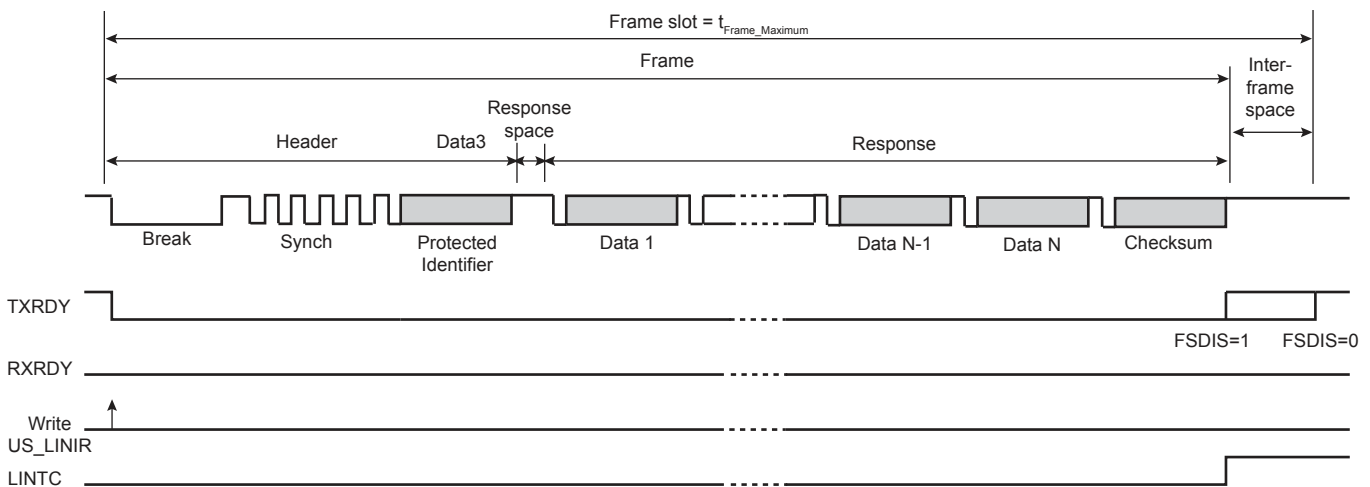 Frame slot = tFrame_Maximum
Frame
Inter-
frame
space
Response
space
Header
Data3
Response
Break
Synch
Protected
Identifier
Data 1
Data N-1
Data N
Checksum
TXRDY
FSDIS=1
FSDIS=0
RXRDY
Write
US_LINIR
LINTC